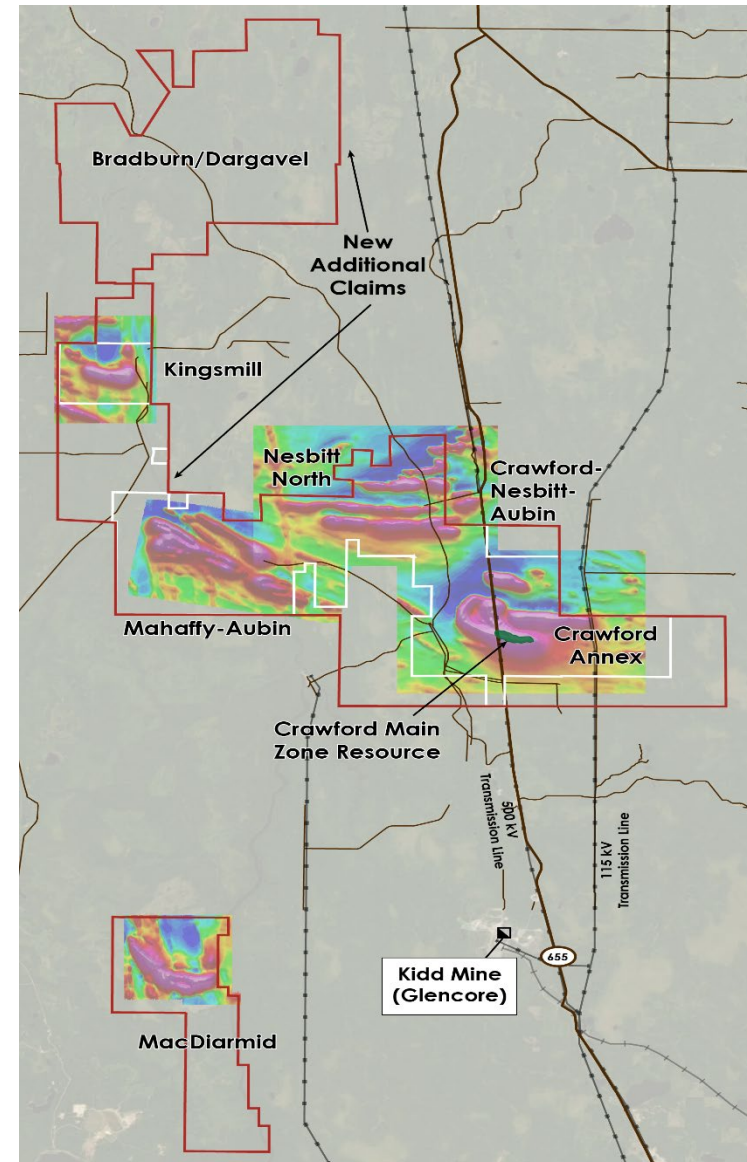 Bradburn/Dargavel
New
Additional
Claims
Kingsmill
Nesbitt
North
Crawford-
Nesbitt-
Aubin
Mahaffy-Aubin
Crawford
Annex
Crawford Main
Zone Resource
500 kV
Transmission Line
115 kV
Transmission Line
655
Kidd Mine
(Glencore)
MacDiarmid